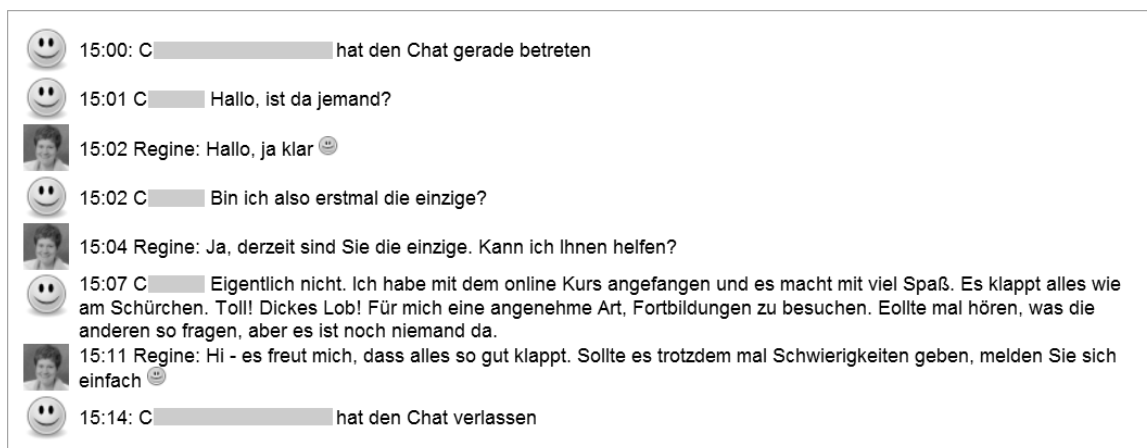 15:00: C hat den Chat gerade betreten
15:01 C Hallo, ist da jemand?
15:02 Regine: Hallo, ja klar
15:02 C Bin ich also erstmal die einzige?
15:04 Regine: Ja, derzeit sind Sie die einzige. Kann ich Ihnen helfen?
15:07 C Eigentlich nicht. Ich habe mit dem online Kurs angefangen und es macht mit viel Spaß. Es klappt alles wie
am Schürchen. Toll! Dickes Lob! Für mich eine angenehme Art, Fortbildungen zu besuchen. Eollte mal hören, was die
anderen so fragen, aber es ist noch niemand da.
15:11 Regine: Hi - es freut mich, dass alles so gut klappt. Sollte es trotzdem mal Schwierigkeiten geben, melden Sie sich
einfach
15:14: C hat den Chat verlassen